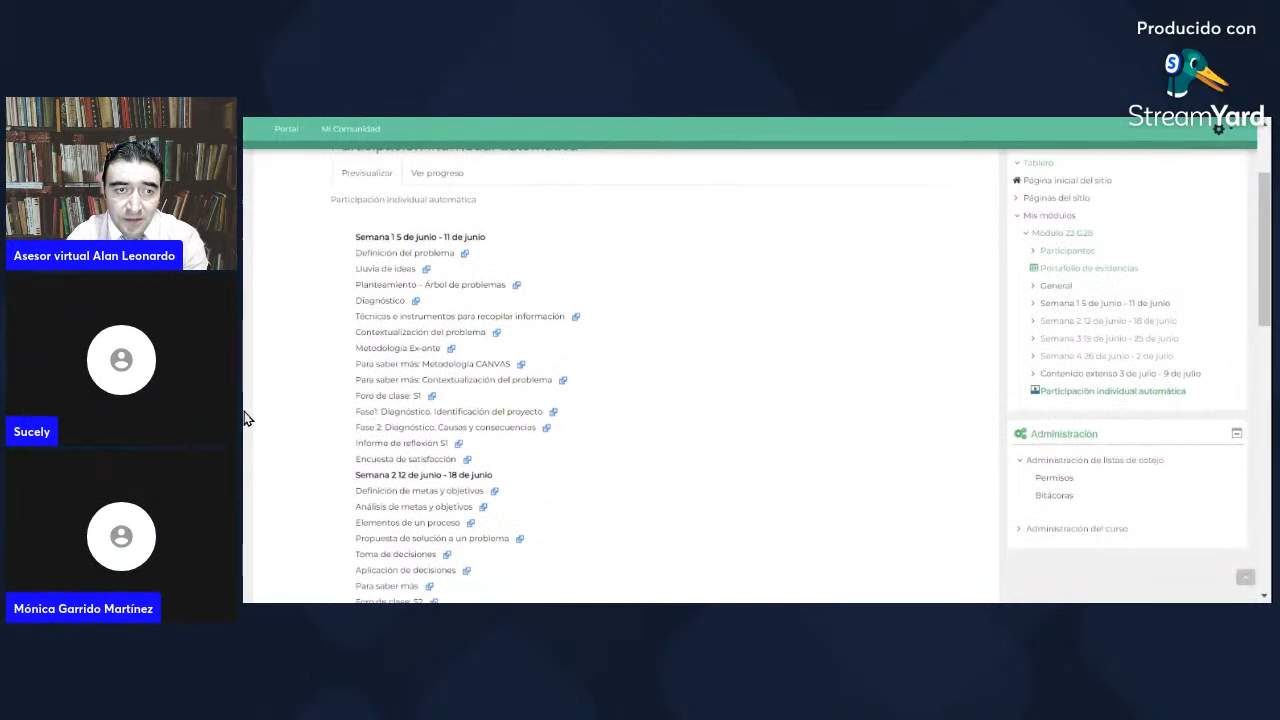 Producido con
StreamYard
Asesor virtual Alan Leonardo
Sucely
Mónica Garrido Martínez
Portal
Mi Comunidad
Participación individual automática
Previsualizar
Ver progreso
Participación individual automática
Semana 1 5 de junio - 11 de junio
Definición del problema
Lluvia de ideas
Planteamiento - Árbol de problemas
Diagnóstico
Técnicas e instrumentos para recopilar información
Contextualización del problema
Metodología Ex-ante
Para saber más: Metodología CANVAS
Para saber más: Contextualización del problema
Foro de clase: S1
Fase1: Diagnóstico. Identificación del proyecto
Fase 2: Diagnóstico. Causas y consecuencias
Informe de reflexión S1
Encuesta de satisfacción
Semana 2 12 de junio - 18 de junio
Definición de metas y objetivos
Análisis de metas y objetivos
Elementos de un proceso
Propuesta de solución a un problema
Toma de decisiones
Aplicación de decisiones
Para saber más
Foro de clase: S2
Tablero
Página inicial del sitio
Páginas del sitio
Mis módulos
Módulo 22 G28
Participantes
Portafolio de evidencias
General
Semana 1 5 de junio - 11 de junio
Semana 2 12 de junio - 18 de junio
Semana 3 19 de junio - 25 de junio
Semana 4 26 de junio - 2 de julio
Contenido extenso 3 de julio - 9 de julio
Participación individual automática
Administración
Administración de listas de cotejo
Permisos
Bitácoras
Administración del curso